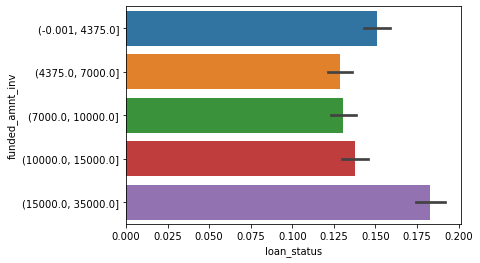 funded_amnt_inv
(-0.001, 4375.0]
(4375.0, 7000.0]
(7000.0, 10000.0]
(10000.0, 15000.0]
(15000.0, 35000.0]
0.000 0.025 0.050 0.075 0.100 0.125 0.150 0.175 0.200
loan_status